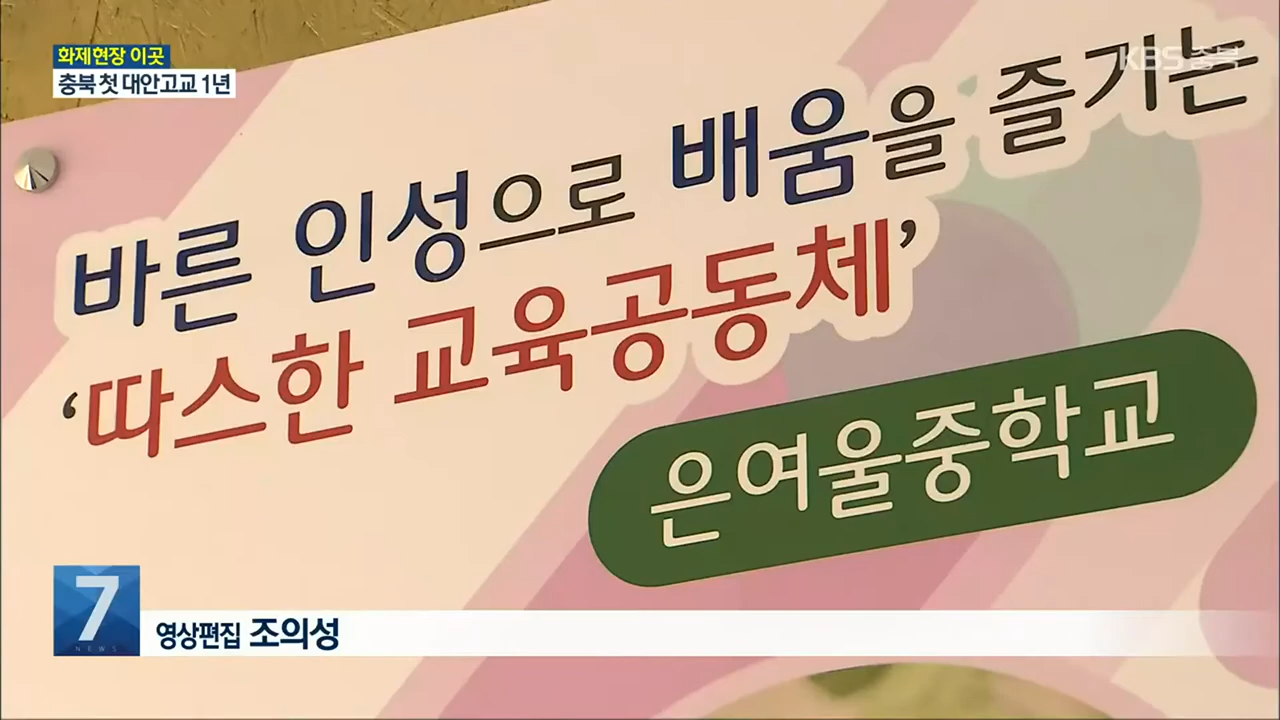 화제현장 이곳
충북 첫 대안고교 1년
KBS 충북
바른 인성으로 배움을 즐기는
‘따스한 교육공동체’
은여울중학교
7
NEWS
영상편집 조의성